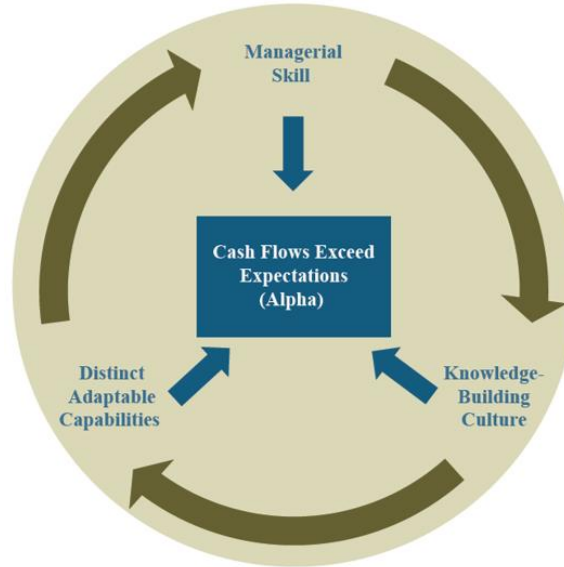 Managerial
Skill
Cash Flows Exceed
Expectations
(Alpha)
Distinct
Adaptable
Capabilities
Knowledge-
Building
Culture